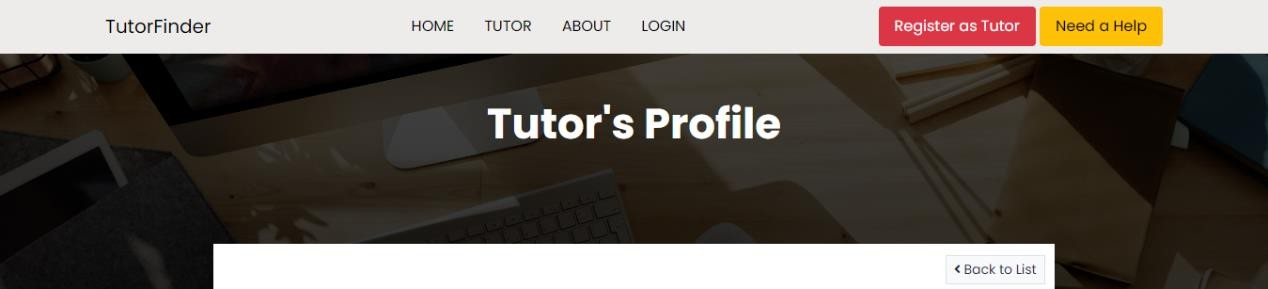 TutorFinder HOME TUTOR ABOUT LOGIN Register as Tutor Need a Help
Tutor's Profile
Back to List